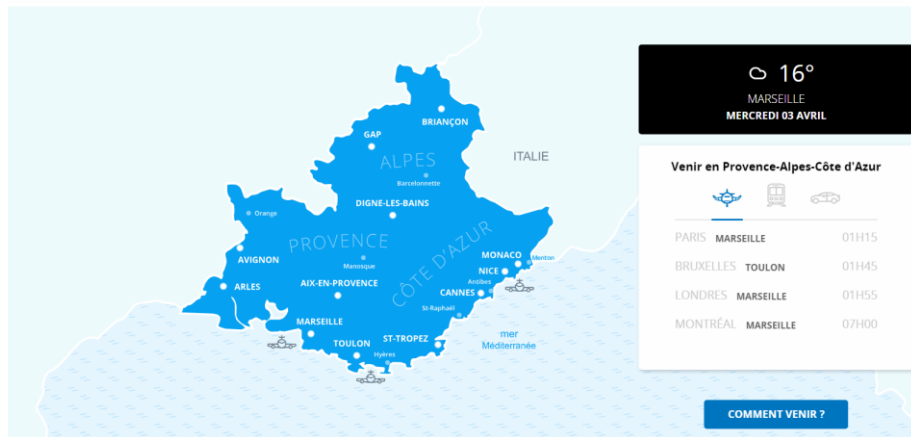 BRIANÇON
GAP
ALPES
ITALIE
Barcelonnette
DIGNE-LES-BAINS
Orange
PROVENCE
CÔTE D'AZUR
AVIGNON
Manosque
MONACO
Menton
NICE
AIX-EN-PROVENCE
Antibes
ARLES
CANNES
St-Raphaël
MARSEILLE
ST-TROPEZ
TOULON
Hyères
mer
Méditerranée
16°
MARSEILLE
MERCREDI 03 AVRIL
Venir en Provence-Alpes-Côte d'Azur
PARIS MARSEILLE 01H15
BRUXELLES TOULON 01H45
LONDRES MARSEILLE 01H55
MONTRÉAL MARSEILLE 07H00
COMMENT VENIR ?